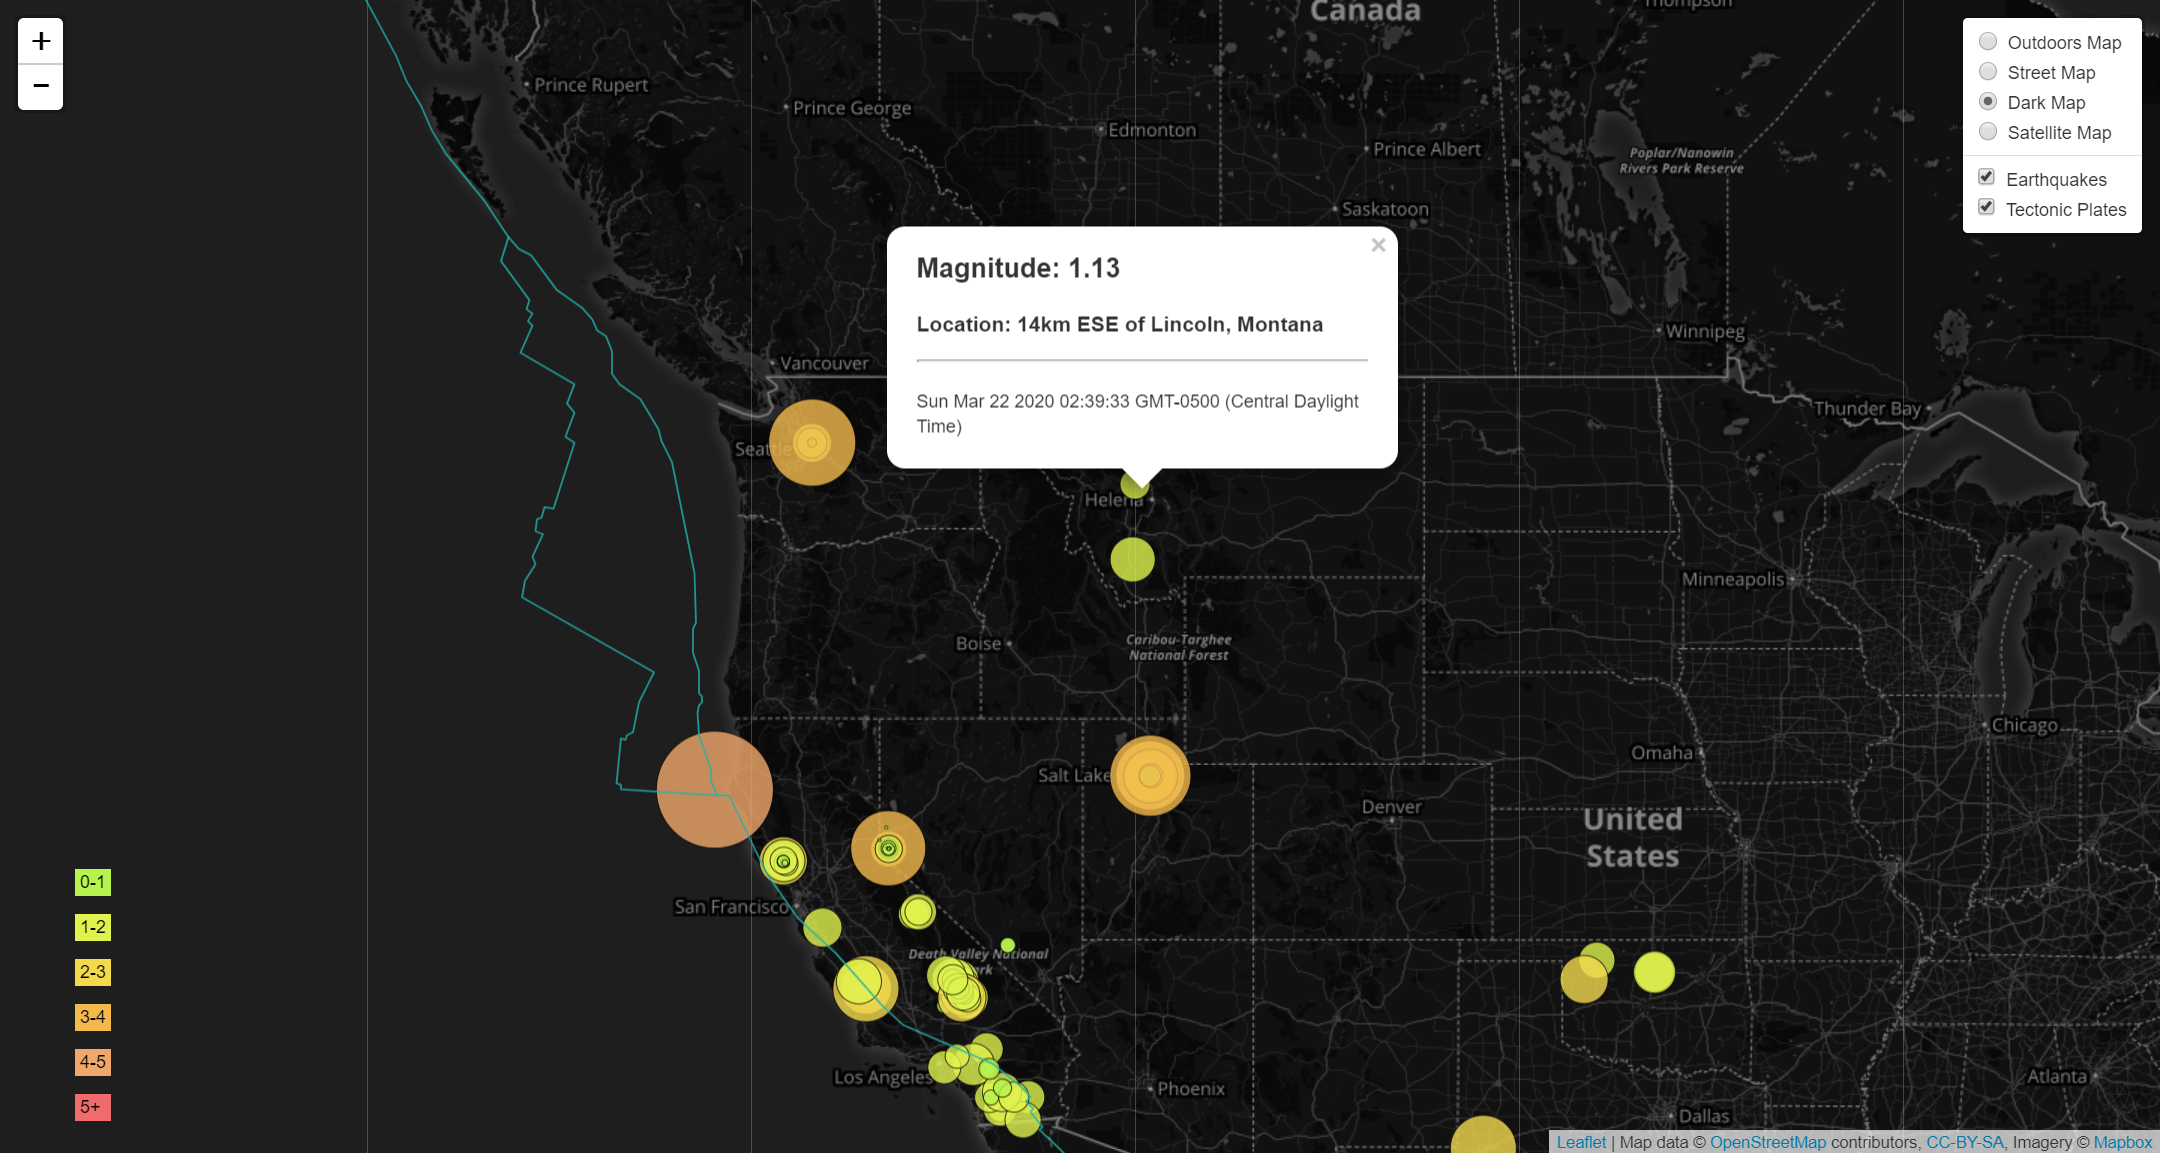 +
−
Canada
Thompson
Prince Rupert
Prince George
Edmonton
Prince Albert
Poplar/Nanowin
Rivers Park Reserve
Saskatoon
Outdoors Map
Street Map
Dark Map
Satellite Map
Earthquakes
Tectonic Plates
×
Magnitude: 1.13
Location: 14km ESE of Lincoln, Montana
Sun Mar 22 2020 02:39:33 GMT-0500 (Central Daylight
Time)
Winnipeg
Vancouver
Thunder Bay
Seattle
Helena
Minneapolis
Boise
Caribou-Targhee
National Forest
Chicago
Omaha
Salt Lake
Denver
United
States
San Francisco
Death Valley National
Park
Los Angeles
Phoenix
Dallas
Atlanta
0-1
1-2
2-3
3-4
4-5
5+
Leaflet | Map data © OpenStreetMap contributors, CC-BY-SA, Imagery © Mapbox